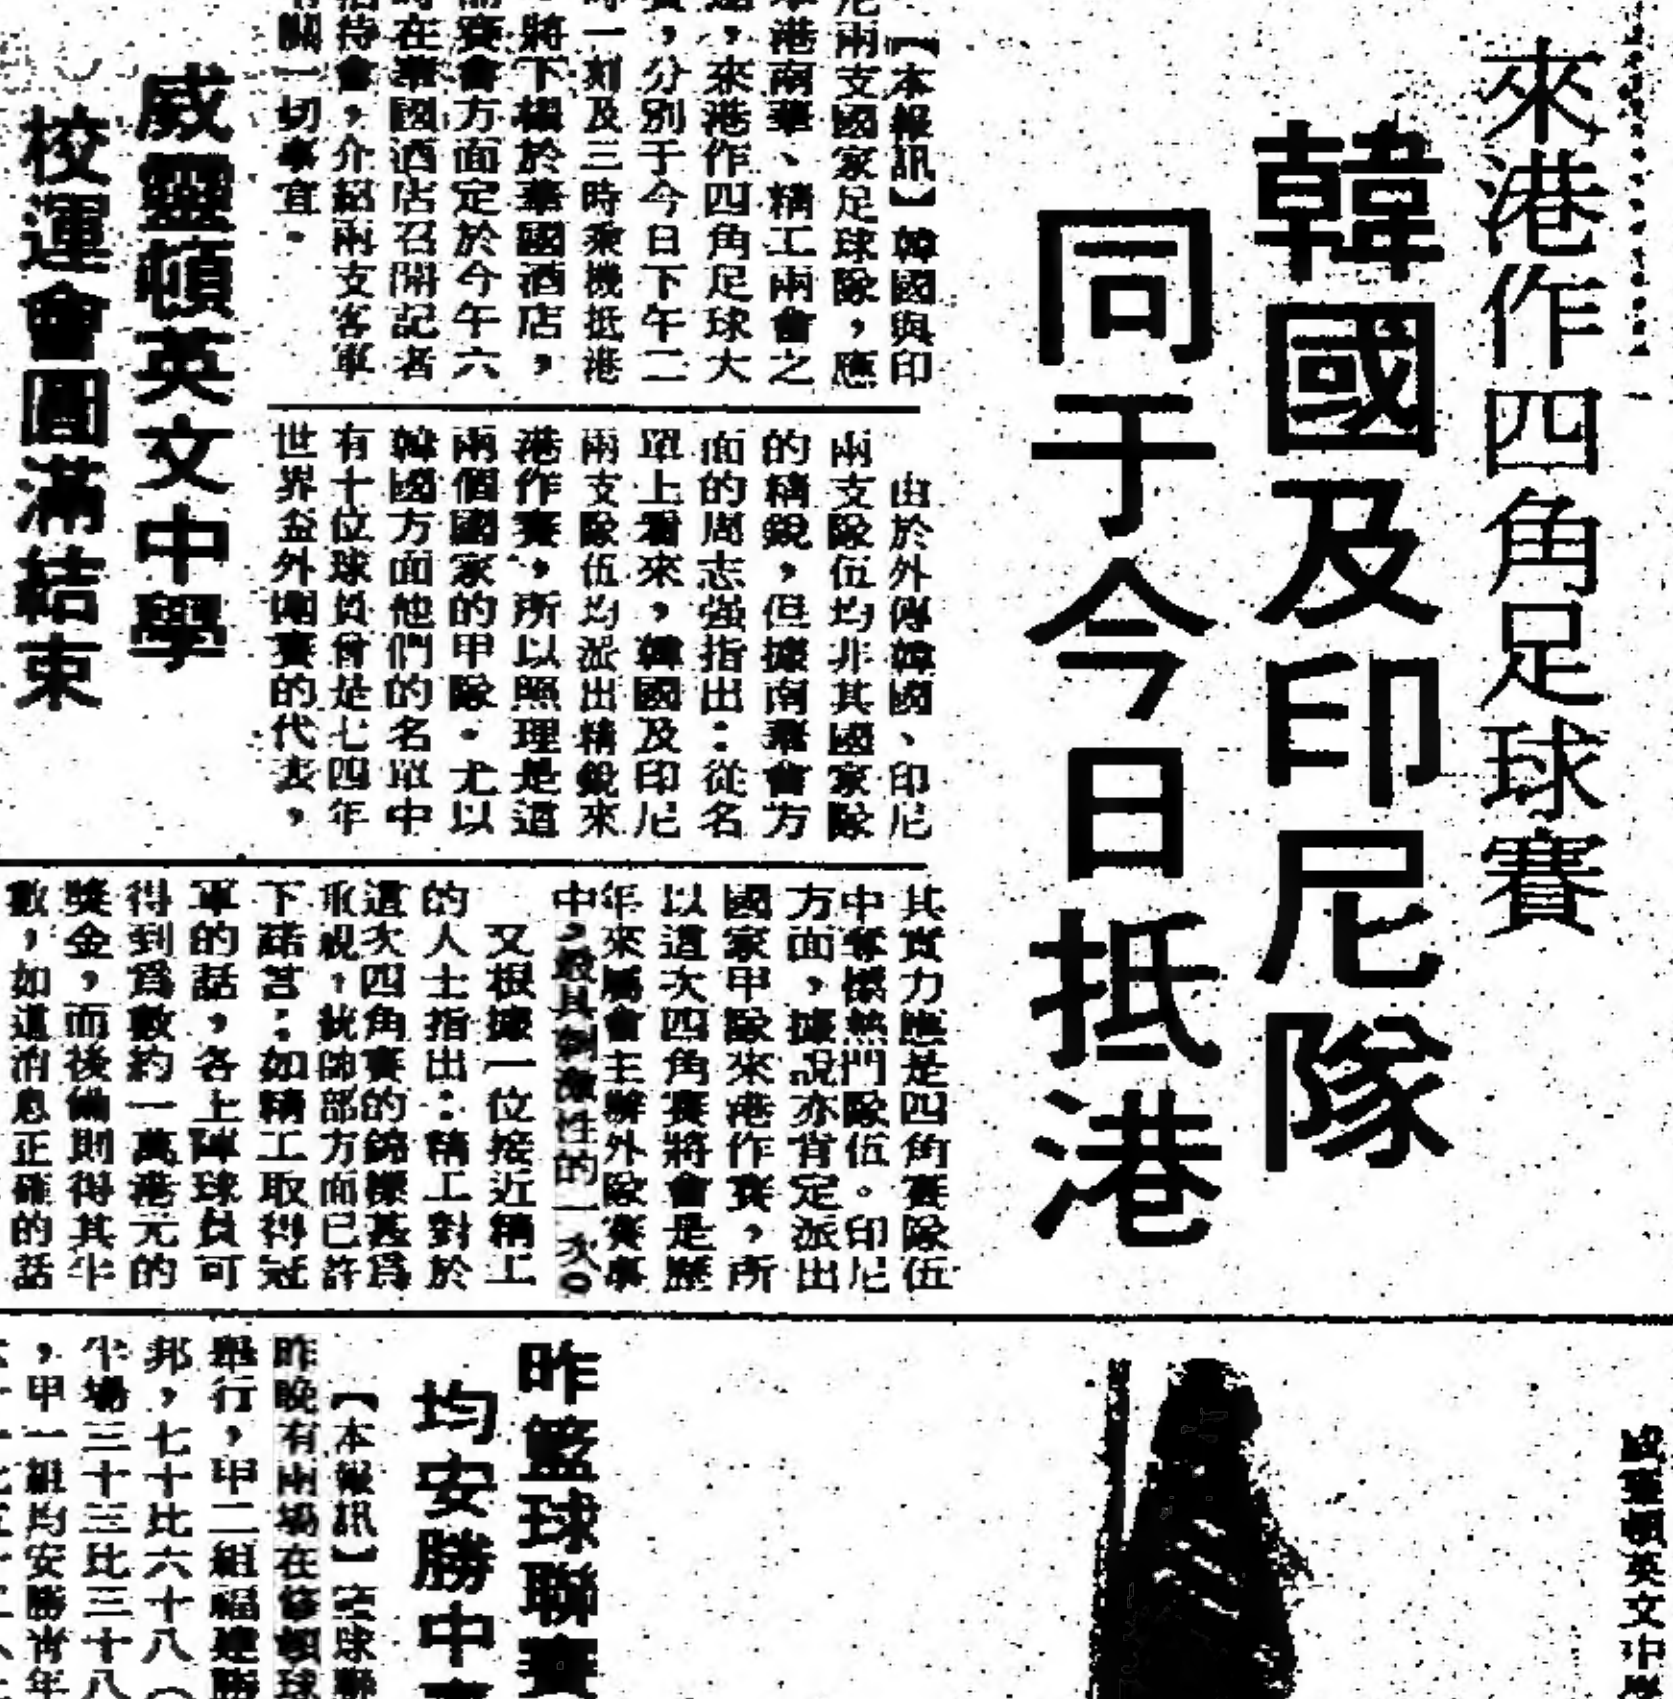 來港作四角足球賽
韓國及印尼隊
同于今日抵港
【本報訊】韓國與印
尼兩支國家足球隊，應
本港南華、精工兩會之
，來港作四角足球大
，分別于今日下午二
一刻及三時乘機抵港
將下榻於華國酒店，
賽會方面定於今午六
時在華國酒店召開記者
招待會，介紹兩支客軍
有關一切事宜。
由於外傳韓國、印尼
兩支隊伍均非其國家隊
的精銳，但據南華會方
面的周志强指出：從名
單上看來，韓國及印尼
兩支隊伍均派出精銳來
港作賽，所以照理是這
兩個國家的甲隊。尤以
韓國方面他們的名單中
有十位球員曾是七四年
世界盃外圍賽的代表，
其實力應是四角賽隊伍
中奪標熱門隊伍。印尼
方面，據說亦肯定派出
國家甲隊來港作賽，所
以這次四角賽將會是歷
年來屬會主辦外隊賽事
中，最具刺激性的一次。
又根據一位接近精工
的人士指出：精工對於
這次四角賽的錦標甚爲
重視，教帥部方面已許
下諾言：如精工取得冠
軍的話，各上陣球員可
得到爲數約一萬港元的
獎金，而後備則得其半
數，如這消息正確的話
威靈頓英文中學
校運會圓滿結束
昨籃球聯賽
均安勝中
【本報訊】籃球聯
昨晚有兩場在修頓球
舉行，甲二組福建勝
邦，七十比六十八（
半場三十三比三十八
，甲一組均安勝青年
威靈頓英文中學